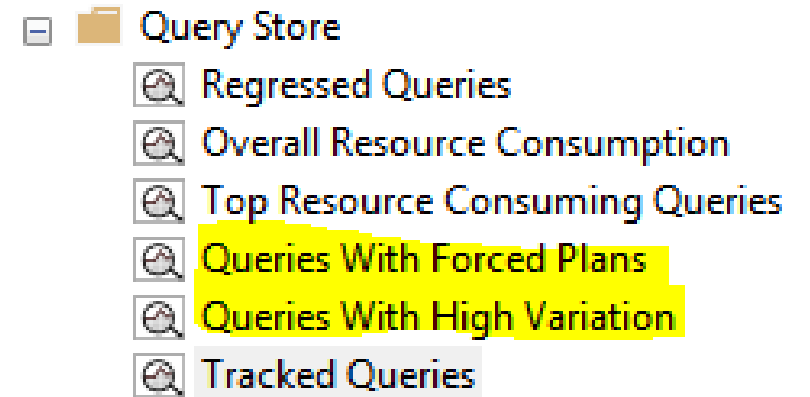 Query Store
Regressed Queries
Overall Resource Consumption
Top Resource Consuming Queries
Queries With Forced Plans
Queries With High Variation
Tracked Queries